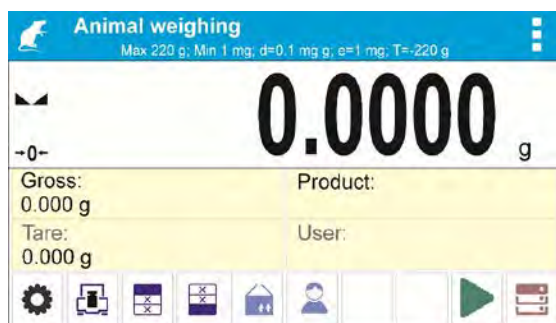 Animal weighing
Max 220 g; Min 1 mg; d=0.1 mg g; e=1 mg; T=-220 g
→0←
0.0000 g
Gross:
0.000 g
Product:
Tare:
0.000 g
User: